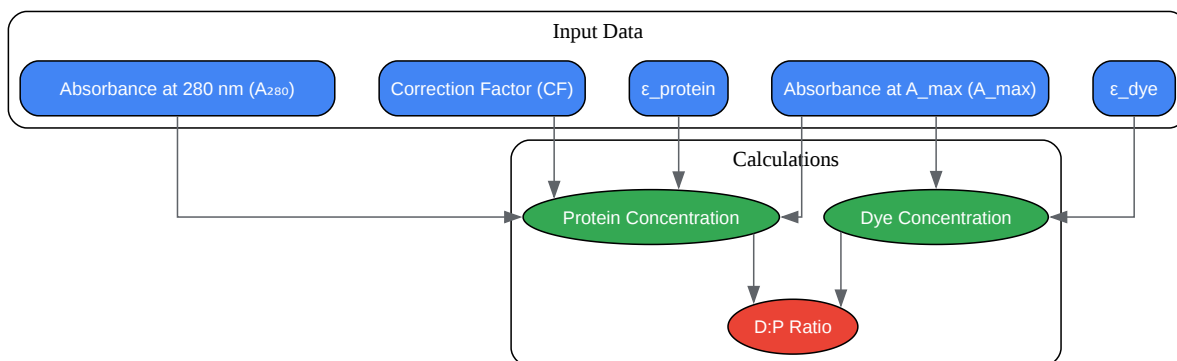 Input Data
Absorbance at 280 nm (A₂₈₀)
Correction Factor (CF)
ε_protein
Absorbance at A_max (A_max)
ε_dye
Calculations
Protein Concentration
Dye Concentration
D:P Ratio